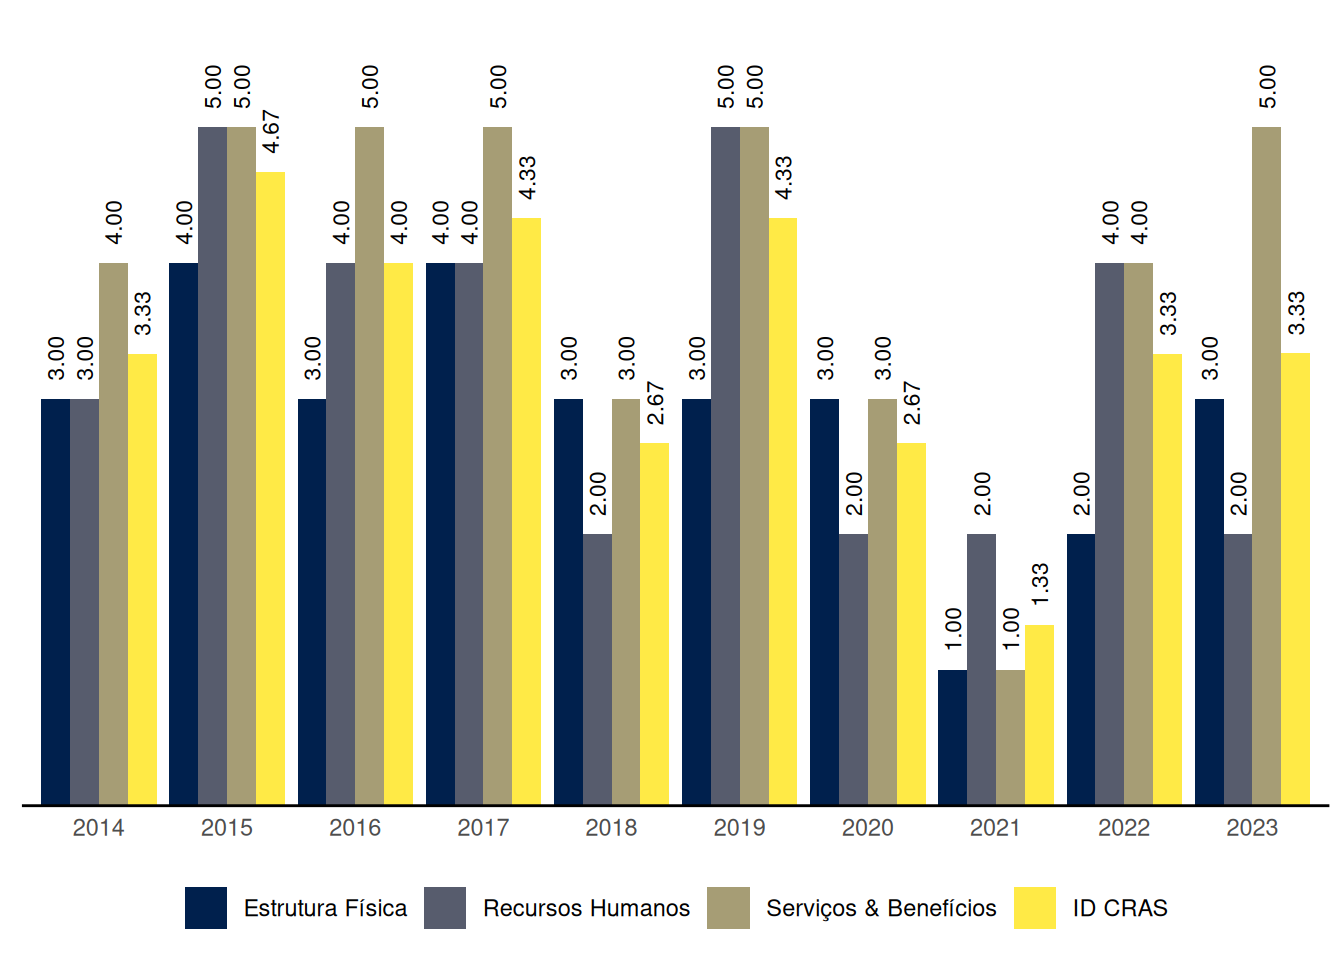 3.00 3.00 4.00 3.33
4.00 5.00 5.00 4.67
3.00 4.00 5.00 4.00
4.00 4.00 5.00 4.33
3.00 2.00 3.00 2.67
3.00 5.00 5.00 4.33
3.00 2.00 3.00 2.67
1.00 2.00 1.00 1.33
2.00 4.00 4.00 3.33
3.00 2.00 5.00 3.33
2014 2015 2016 2017 2018 2019 2020 2021 2022 2023
Estrutura Física Recursos Humanos Serviços & Benefícios ID CRAS